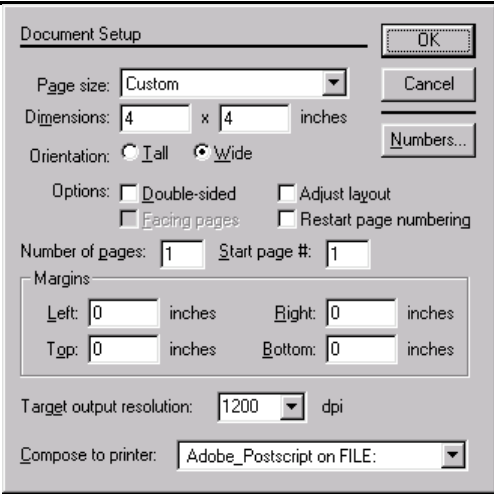 Document Setup
OK
Page size: Custom
Cancel
Dimensions: 4 x 4 inches
Numbers...
Orientation: Tall Wide
Options: Double-sided Adjust layout
Facing pages Restart page numbering
Number of pages: 1 Start page #: 1
Margins
Left: 0 inches Right: 0 inches
Top: 0 inches Bottom: 0 inches
Target output resolution: 1200 dpi
Compose to printer: Adobe_Postscript on FILE: